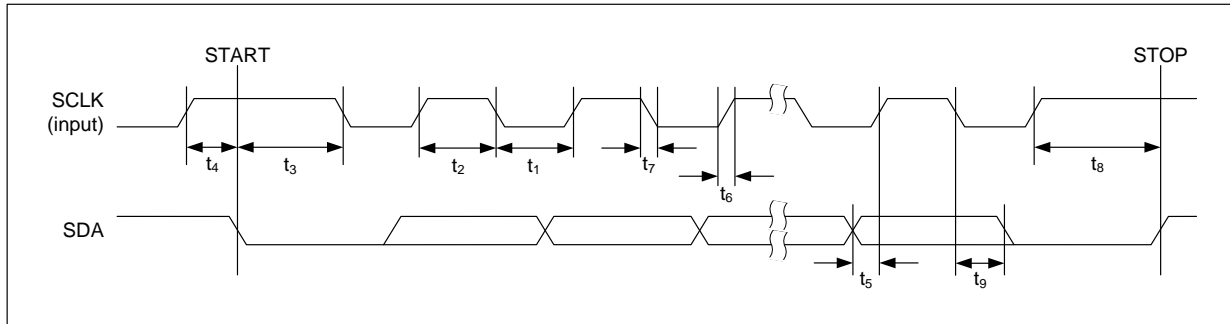 START
STOP
SCLK
(input)
t4
t3
t2
t1
t7
t6
t8
SDA
t5
t9